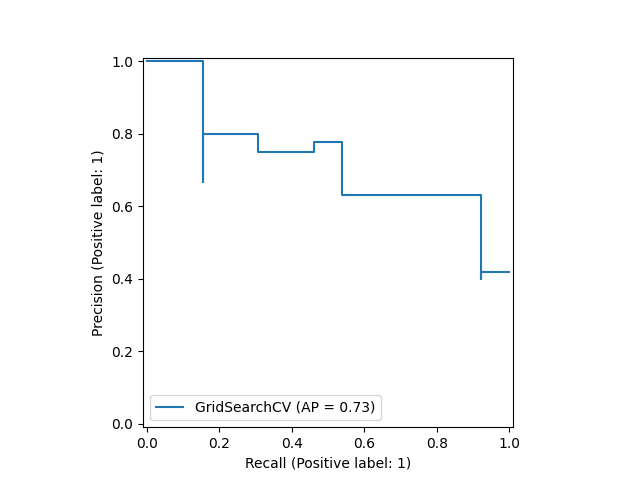 1.0
0.8
0.6
0.4
0.2
0.0
Precision (Positive label: 1)
GridSearchCV (AP = 0.73)
0.0 0.2 0.4 0.6 0.8 1.0
Recall (Positive label: 1)